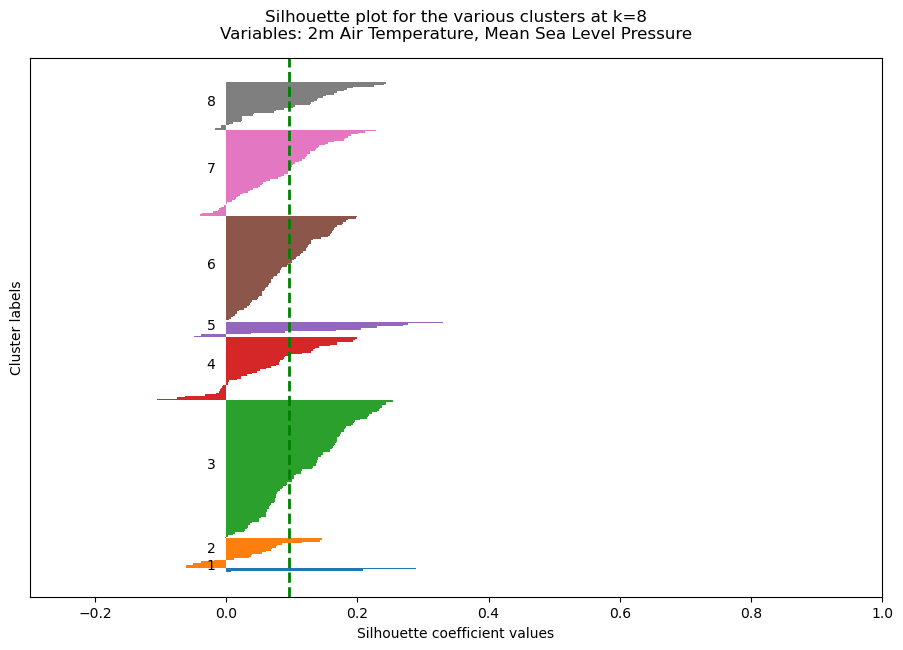 Silhouette plot for the various clusters at k=8
Variables: 2m Air Temperature, Mean Sea Level Pressure
Cluster labels
8
7
6
5
4
3
2
1
−0.2 0.0 0.2 0.4 0.6 0.8 1.0
Silhouette coefficient values